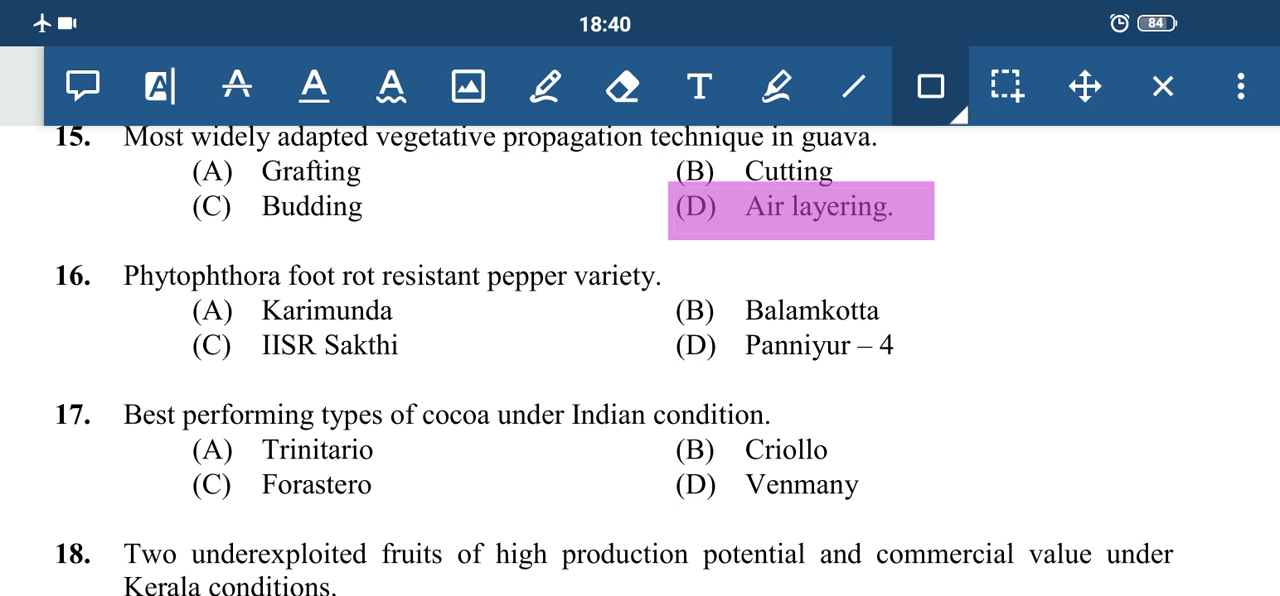 18:40
84
A A A A T
15. Most widely adapted vegetative propagation technique in guava.
(A) Grafting (B) Cutting
(C) Budding (D) Air layering.
16. Phytophthora foot rot resistant pepper variety.
(A) Karimunda (B) Balamkotta
(C) IISR Sakthi (D) Panniyur – 4
17. Best performing types of cocoa under Indian condition.
(A) Trinitario (B) Criollo
(C) Forastero (D) Venmany
18. Two underexploited fruits of high production potential and commercial value under
Kerala conditions.